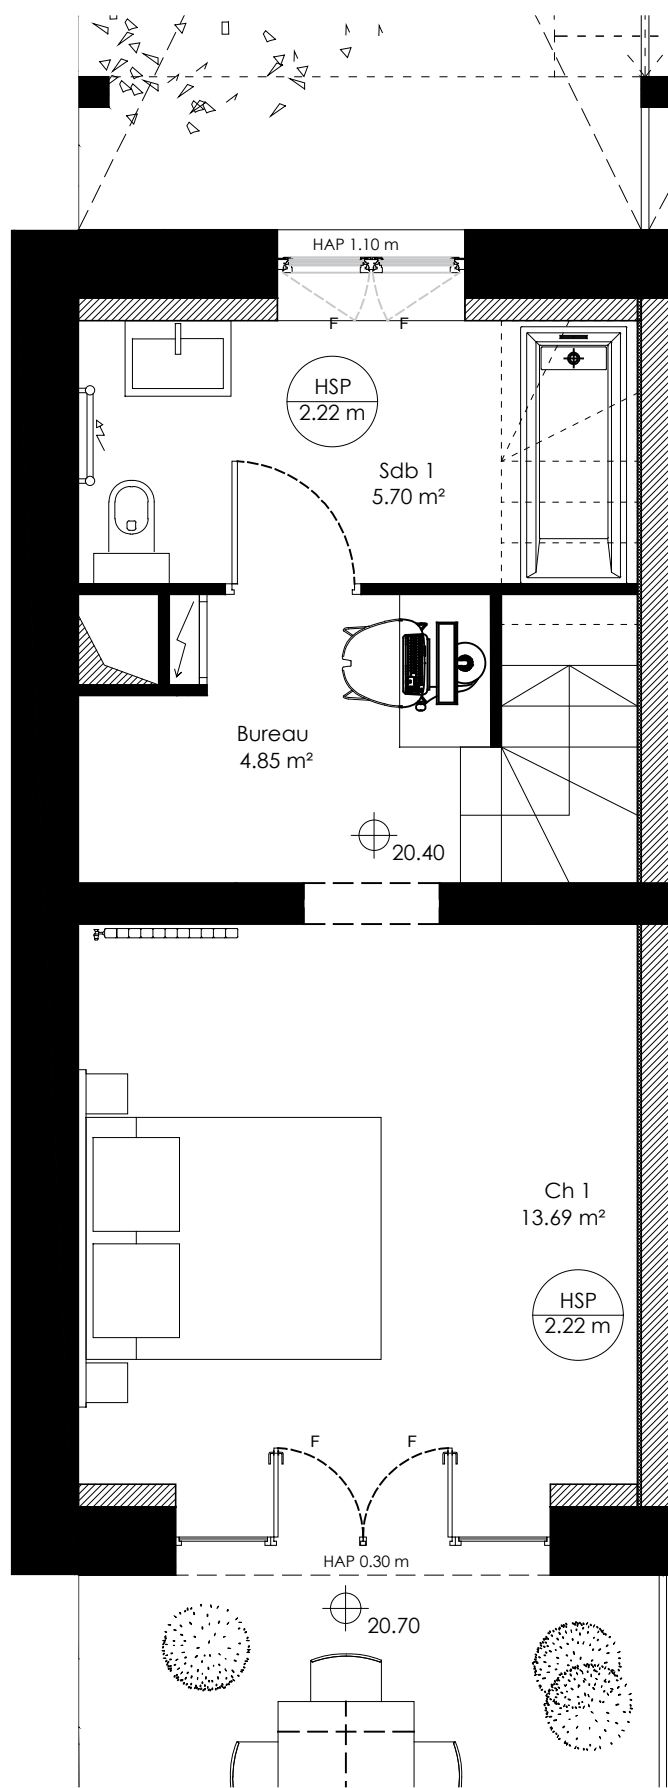 HAP 1.10 m
F F
HSP
2.22 m
Sdb 1
5.70 m²
Bureau
4.85 m²
20.40
Ch 1
13.69 m²
HSP
2.22 m
F F
HAP 0.30 m
20.70